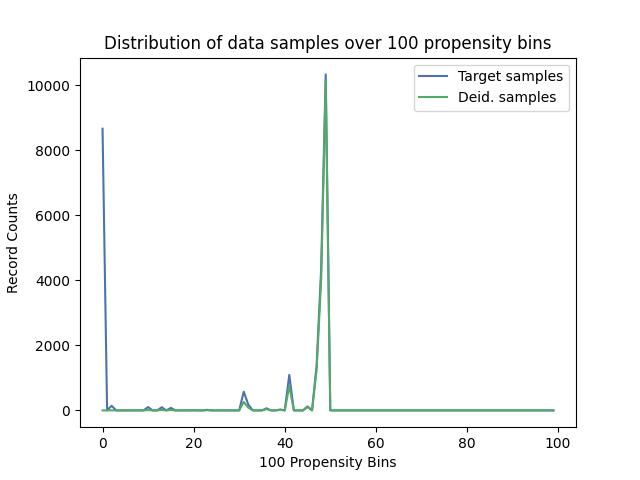 Distribution of data samples over 100 propensity bins
Target samples
Deid. samples
10000
8000
6000
4000
2000
0
Record Counts
0 20 40 60 80 100
100 Propensity Bins